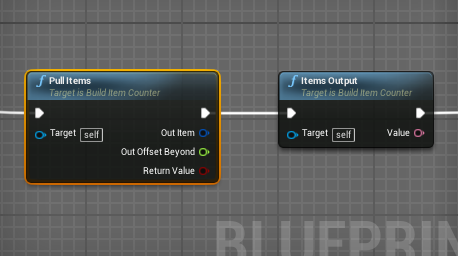 Pull Items
Target is Build Item Counter
Target self
Out Item
Out Offset Beyond
Return Value
Items Output
Target is Build Item Counter
Target self
Value
BLUEPRIN